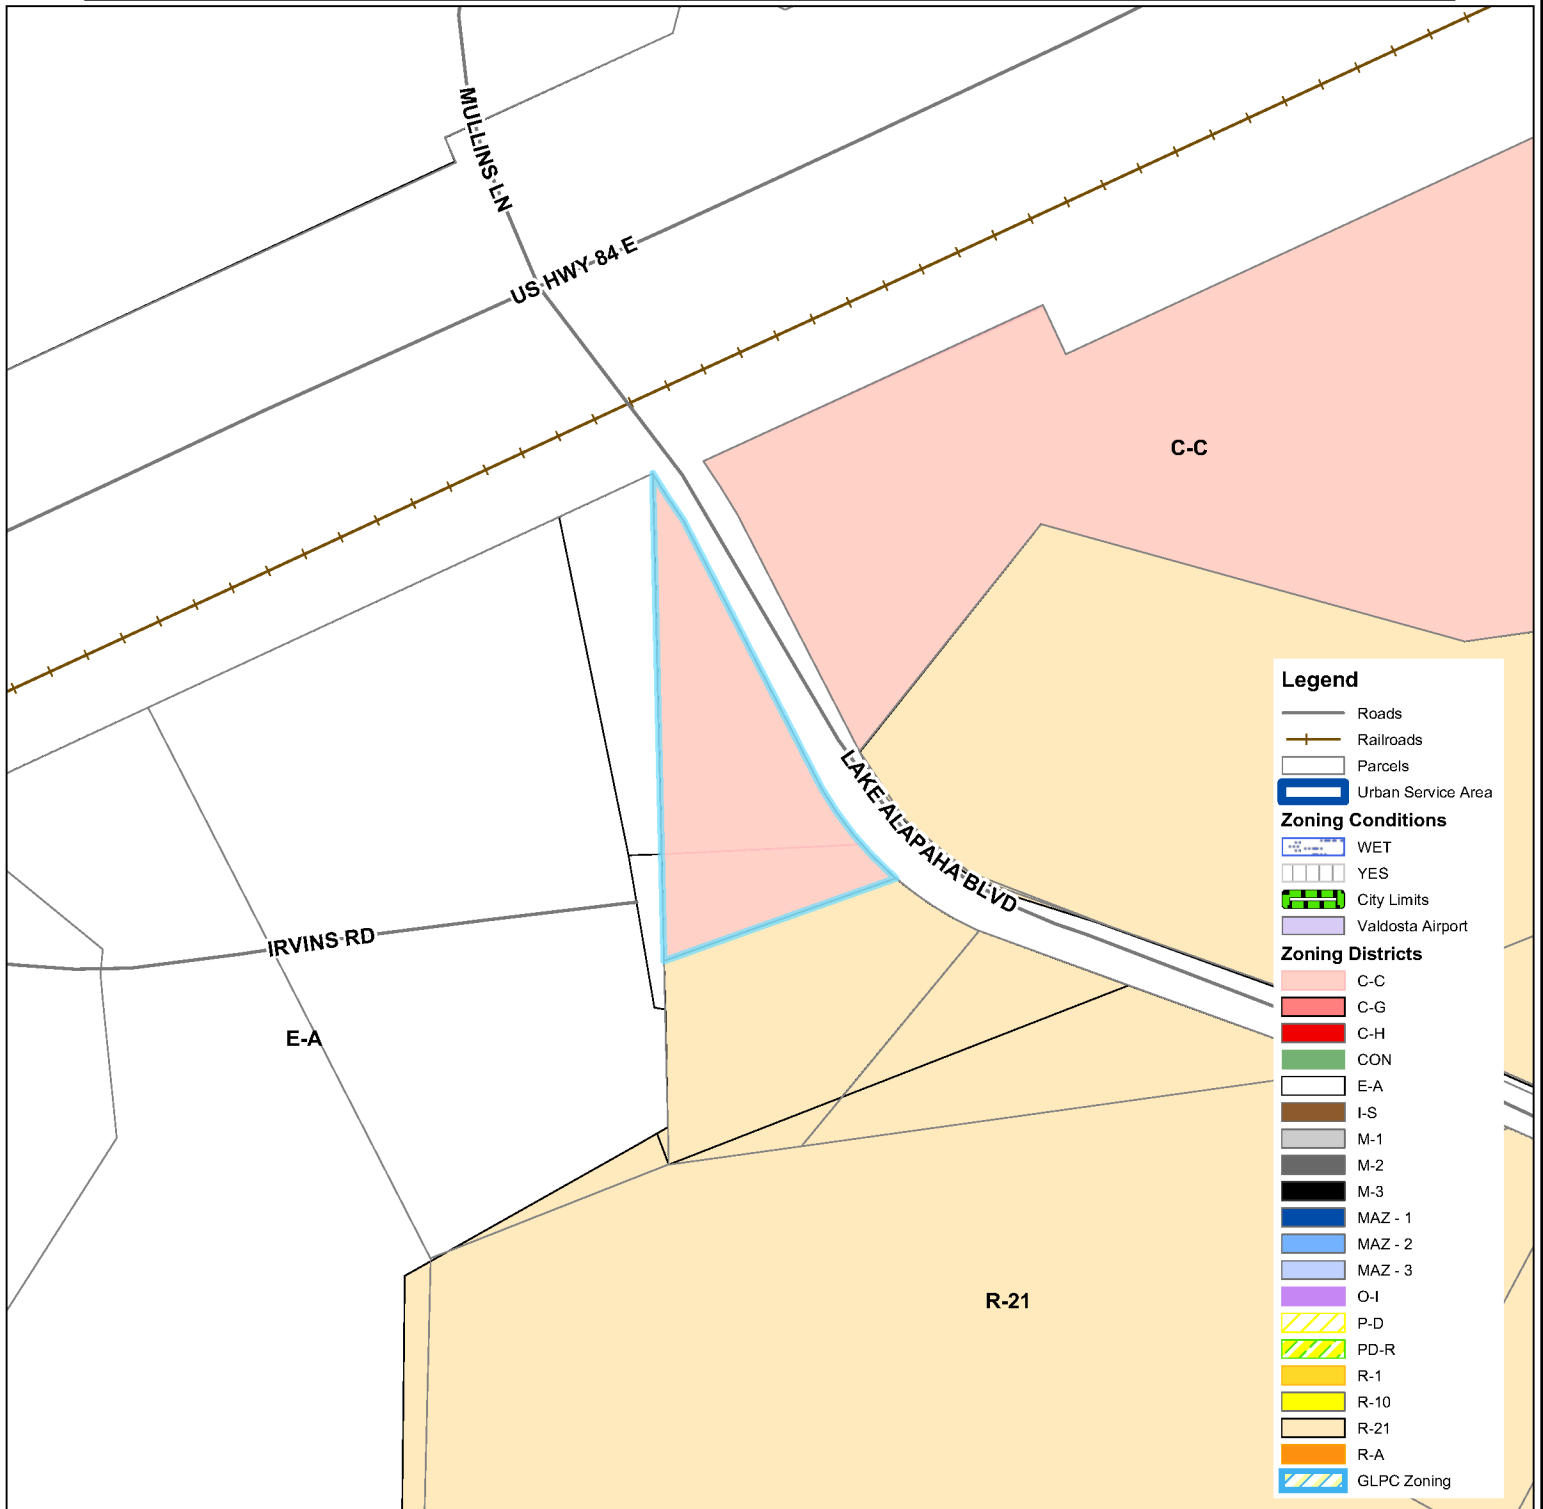 MULLINS LN
US HWY 84 E
C-C
LAKE ALAPAHA BLVD
IRVINS RD
E-A
R-21
Legend
Roads
Railroads
Parcels
Urban Service Area
Zoning Conditions
WET
YES
City Limits
Valdosta Airport
Zoning Districts
C-C
C-G
C-H
CON
E-A
I-S
M-1
M-2
M-3
MAZ - 1
MAZ - 2
MAZ - 3
O-I
P-D
PD-R
R-1
R-10
R-21
R-A
GLPC Zoning